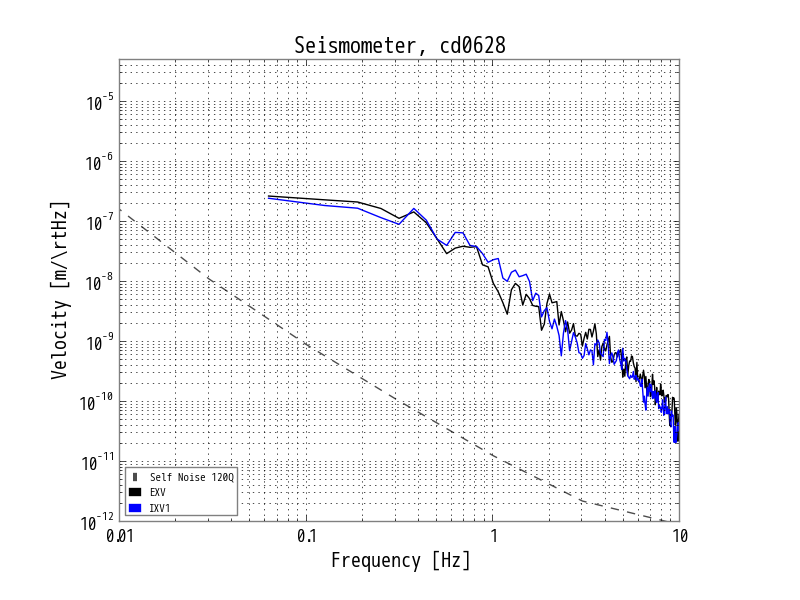 Seismometer, cd0628
Velocity [m/\rtHz]
10^-5
10^-6
10^-7
10^-8
10^-9
10^-10
10^-11
10^-12
Self Noise 120Q
EXV
IXV1
0.01 0.1 1 10
Frequency [Hz]